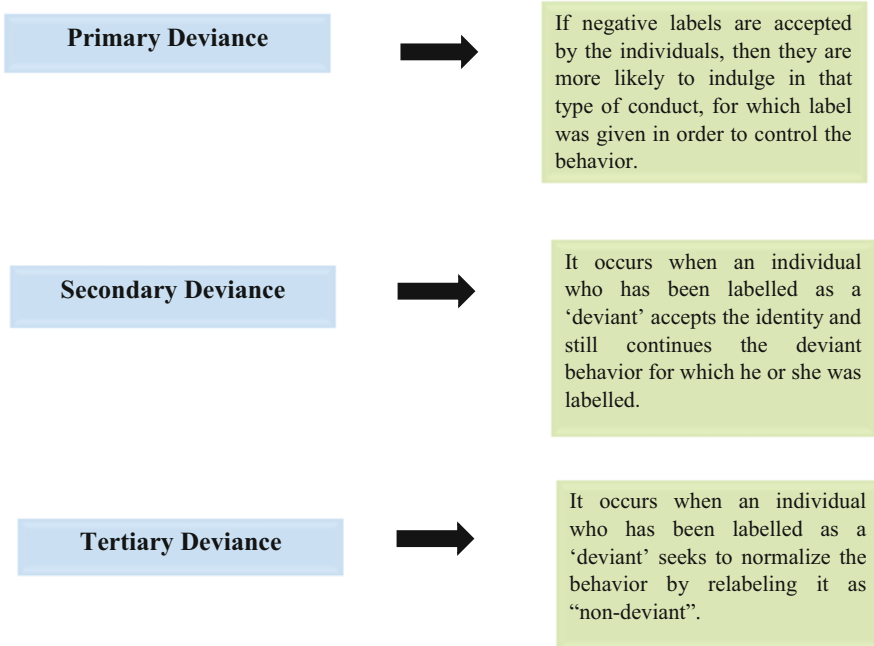 Primary Deviance
If negative labels are accepted
by the individuals, then they are
more likely to indulge in that
type of conduct, for which label
was given in order to control the
behavior.
Secondary Deviance
It occurs when an individual
who has been labelled as a
‘deviant’ accepts the identity and
still continues the deviant
behavior for which he or she was
labelled.
Tertiary Deviance
It occurs when an individual
who has been labelled as a
‘deviant’ seeks to normalize the
behavior by relabeling it as
“non-deviant”.